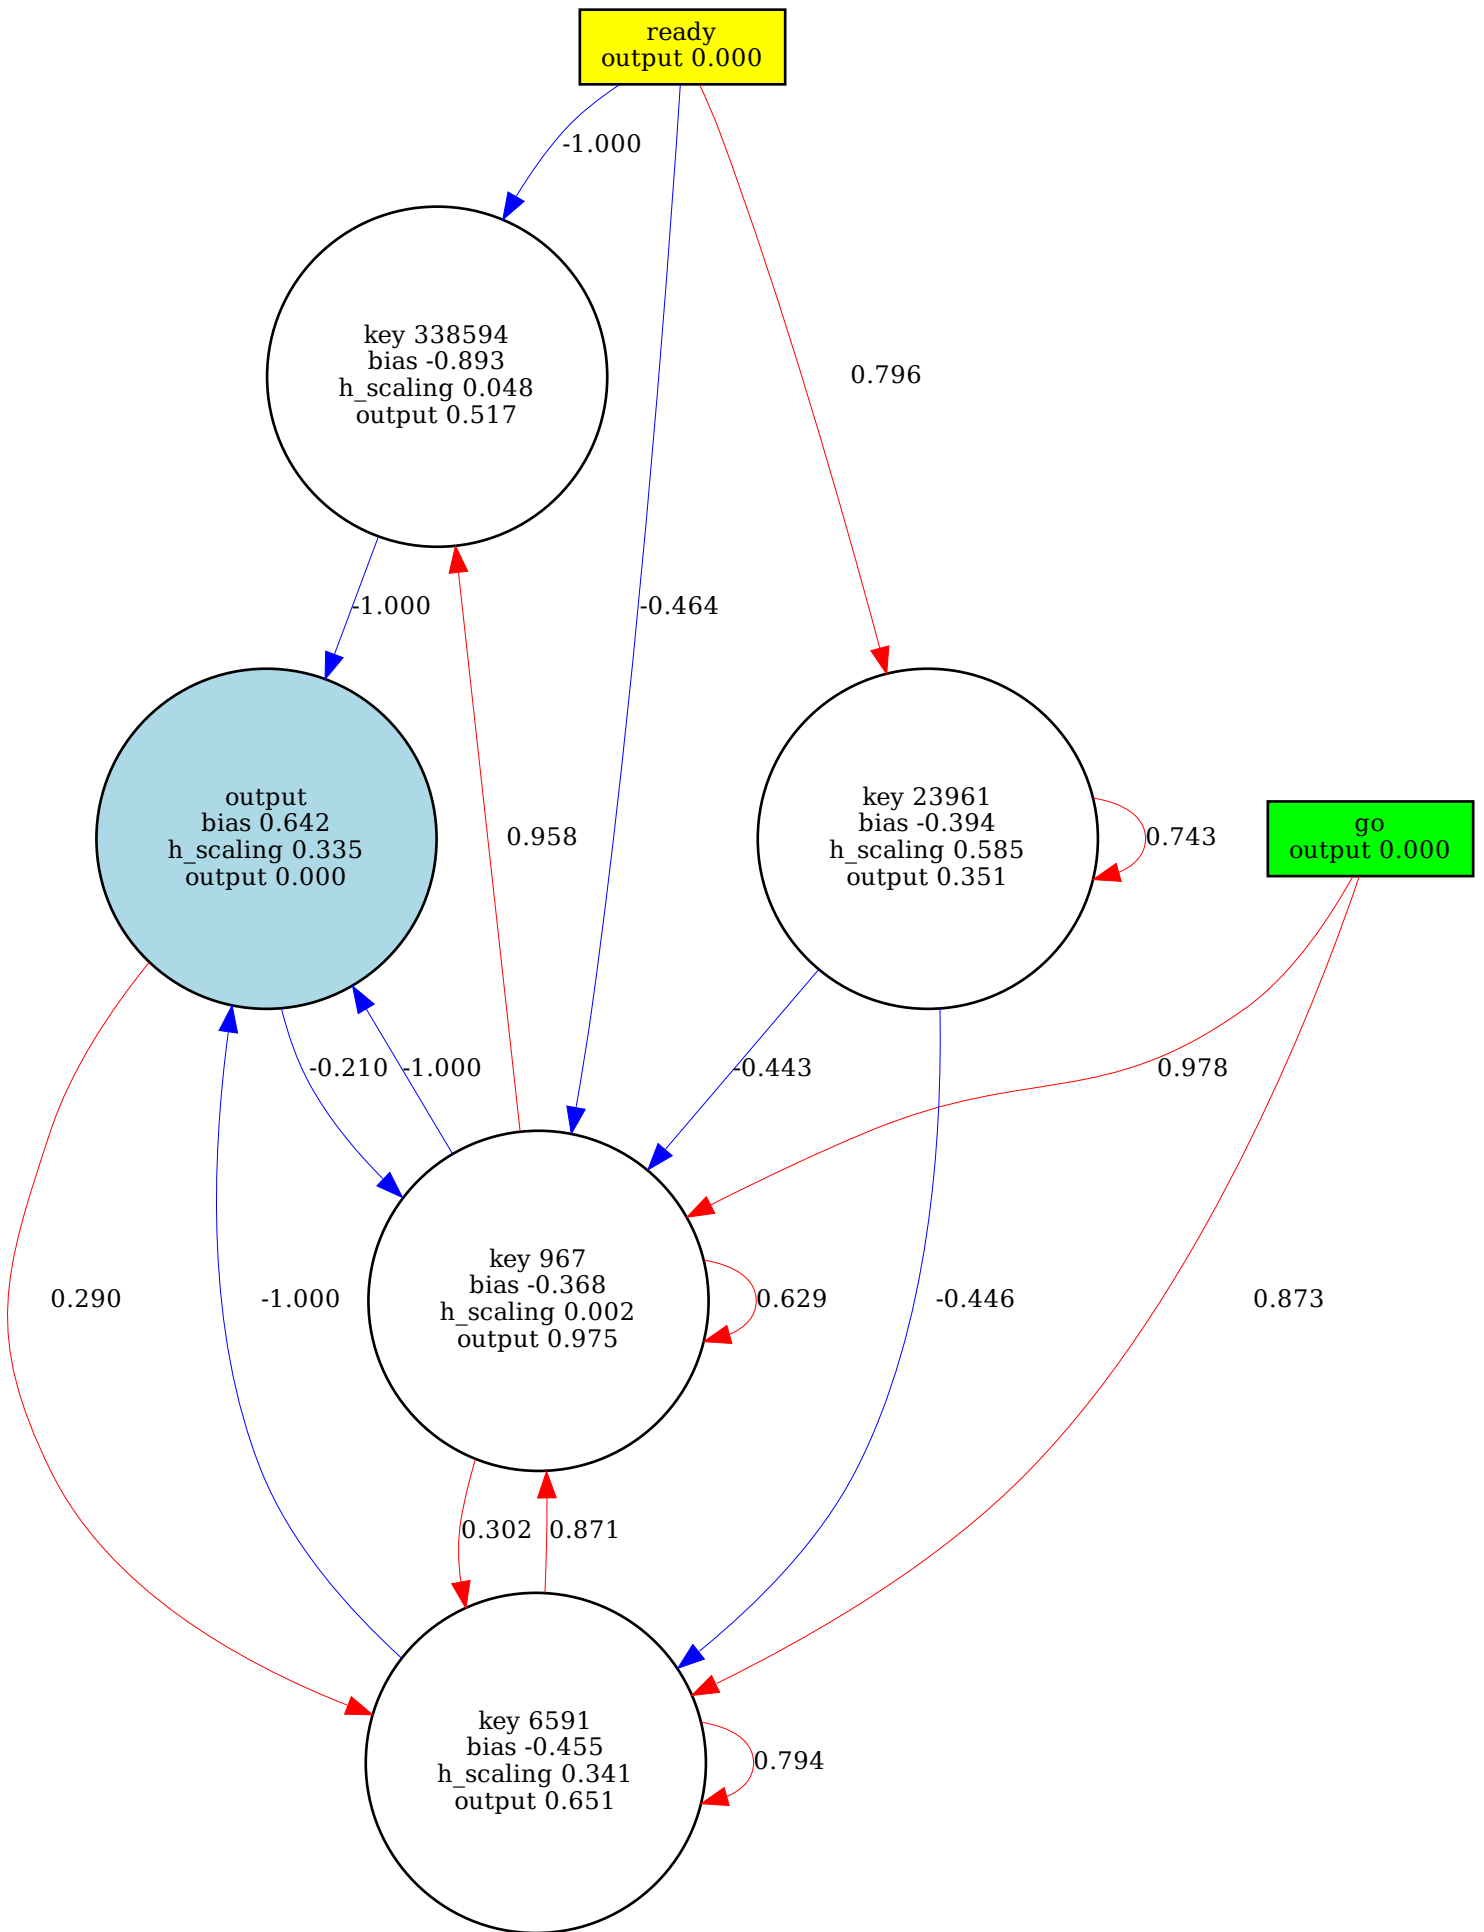 ready
output 0.000
-1.000
key 338594
bias -0.893
h_scaling 0.048
output 0.517
0.796
-1.000
-0.464
output
bias 0.642
h_scaling 0.335
output 0.000
0.958
key 23961
bias -0.394
h_scaling 0.585
output 0.351
0.743
go
output 0.000
-0.210
-1.000
-0.443
0.978
0.290
-1.000
key 967
bias -0.368
h_scaling 0.002
output 0.975
0.629
-0.446
0.873
0.302
0.871
key 6591
bias -0.455
h_scaling 0.341
output 0.651
0.794